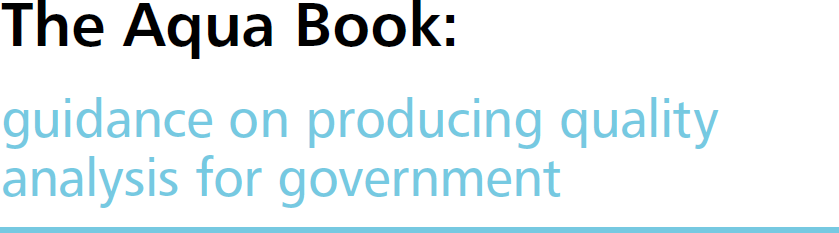 The Aqua Book:
guidance on producing quality
analysis for government